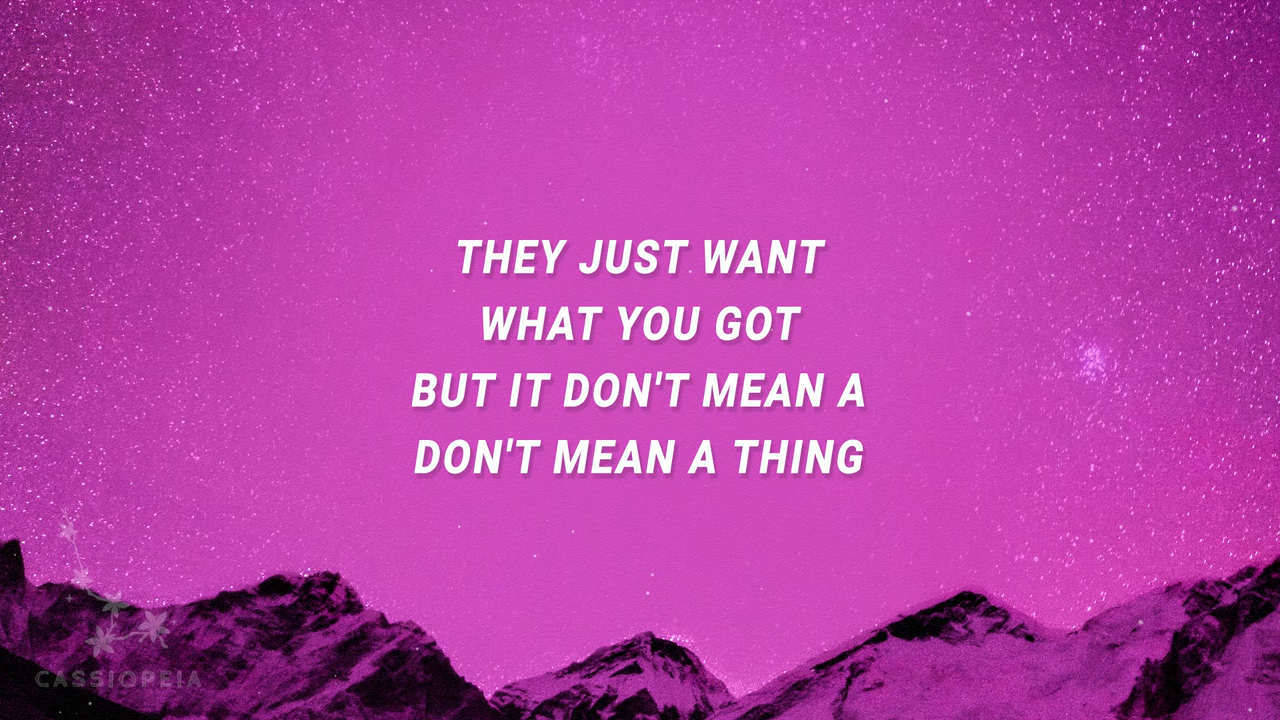 THEY JUST WANT
WHAT YOU GOT
BUT IT DON'T MEAN A
DON'T MEAN A THING
CASSIOPEIA